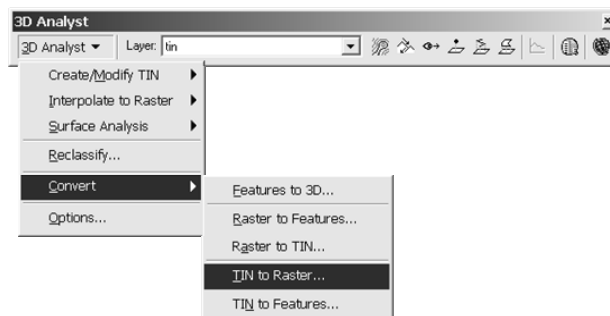 3D Analyst
3D Analyst Layer: tin
Create/Modify TIN
Interpolate to Raster
Surface Analysis
Reclassify...
Convert
Options...
Features to 3D...
Raster to Features...
Raster to TIN...
TIN to Raster...
TIN to Features...